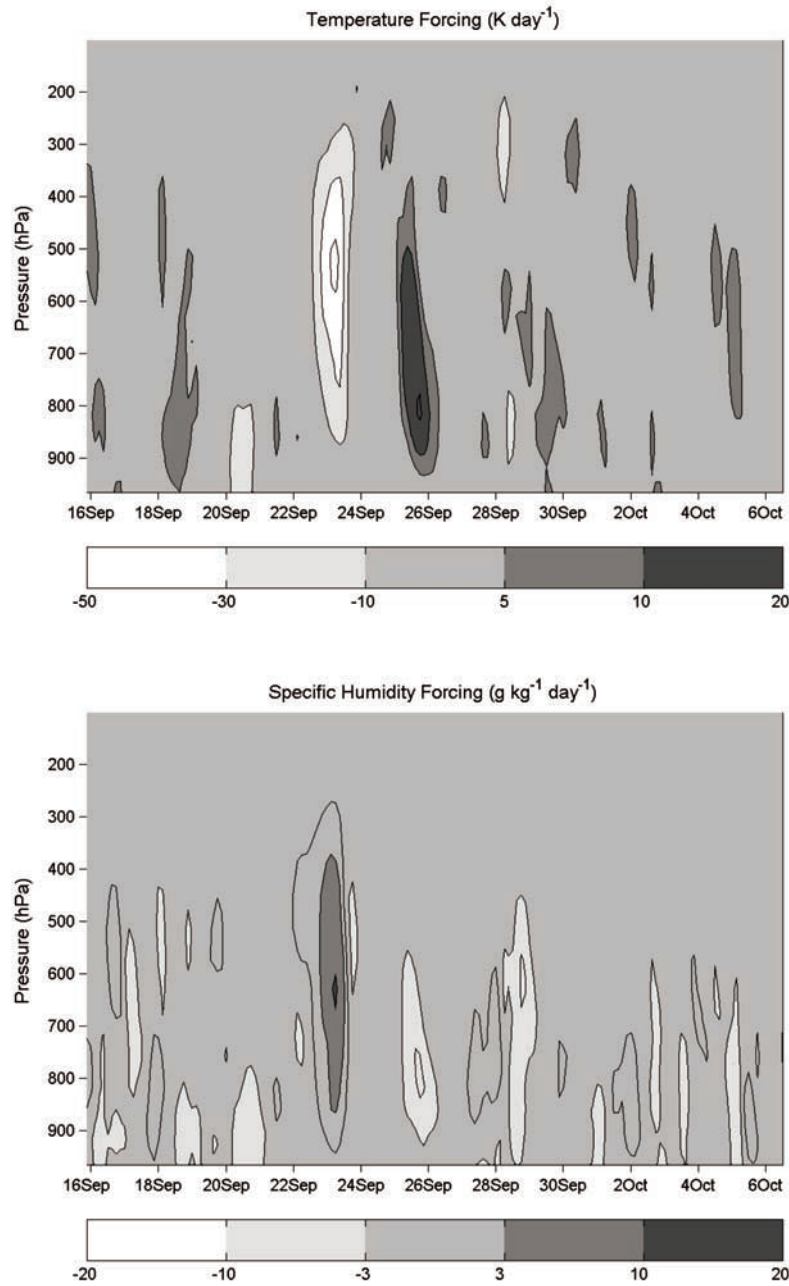 Temperature Forcing (K day⁻¹)
Pressure (hPa)
200
300
400
500
600
700
800
900
16Sep 18Sep 20Sep 22Sep 24Sep 26Sep 28Sep 30Sep 2Oct 4Oct 6Oct
-50 -30 -10 5 10 20
Specific Humidity Forcing (g kg⁻¹ day⁻¹)
Pressure (hPa)
200
300
400
500
600
700
800
900
16Sep 18Sep 20Sep 22Sep 24Sep 26Sep 28Sep 30Sep 2Oct 4Oct 6Oct
-20 -10 -3 3 10 20